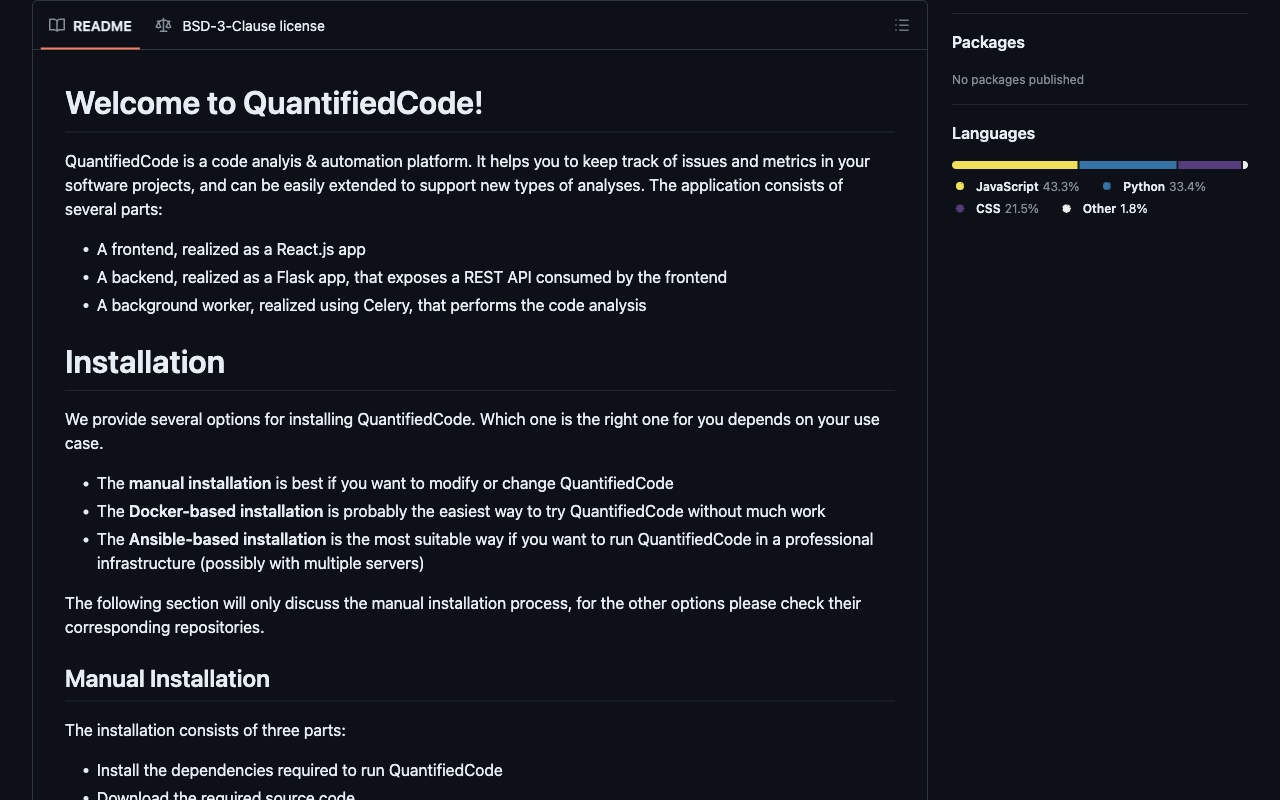 README
BSD-3-Clause license
Welcome to QuantifiedCode!
QuantifiedCode is a code analyis & automation platform. It helps you to keep track of issues and metrics in your
software projects, and can be easily extended to support new types of analyses. The application consists of
several parts:
• A frontend, realized as a React.js app
• A backend, realized as a Flask app, that exposes a REST API consumed by the frontend
• A background worker, realized using Celery, that performs the code analysis
Installation
We provide several options for installing QuantifiedCode. Which one is the right one for you depends on your use
case.
• The manual installation is best if you want to modify or change QuantifiedCode
• The Docker-based installation is probably the easiest way to try QuantifiedCode without much work
• The Ansible-based installation is the most suitable way if you want to run QuantifiedCode in a professional
infrastructure (possibly with multiple servers)
The following section will only discuss the manual installation process, for the other options please check their
corresponding repositories.
Manual Installation
The installation consists of three parts:
• Install the dependencies required to run QuantifiedCode
• Download the required source code
Packages
No packages published
Languages
JavaScript 43.3% Python 33.4%
CSS 21.5% Other 1.8%